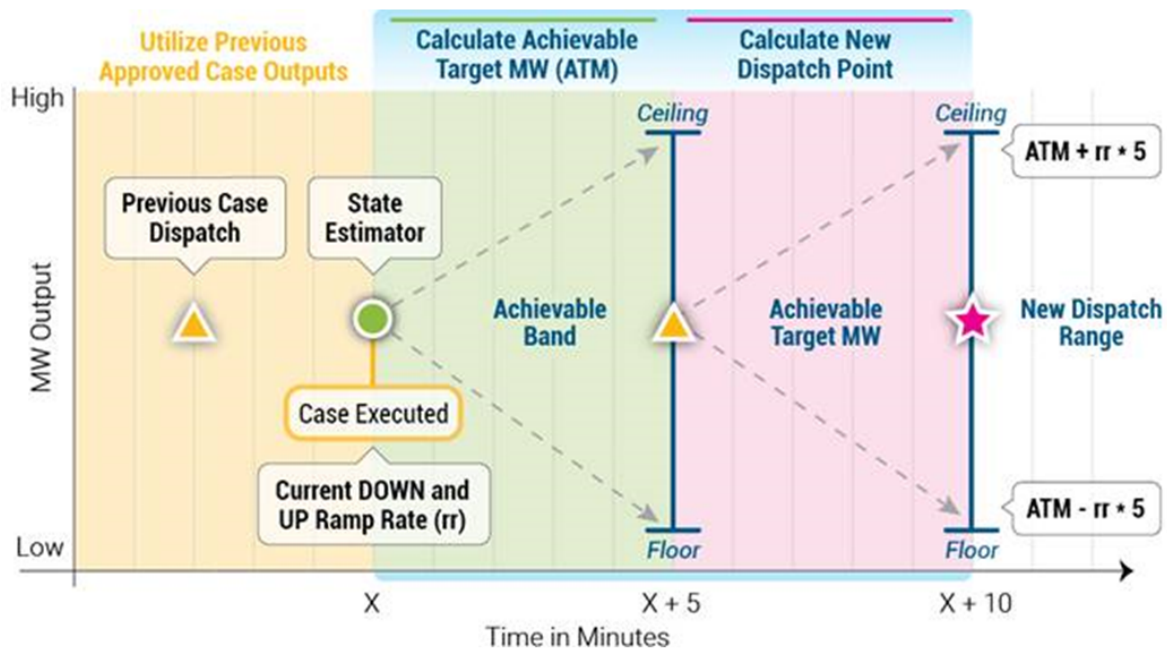 Utilize Previous
Approved Case Outputs
Calculate Achievable
Target MW (ATM)
Calculate New
Dispatch Point
High
Ceiling
Ceiling
ATM + rr * 5
Previous Case
Dispatch
State
Estimator
MW Output
Achievable
Band
Achievable
Target MW
New Dispatch
Range
Case Executed
Current DOWN and
UP Ramp Rate (rr)
ATM - rr * 5
Low
Floor
Floor
X
X + 5
X + 10
Time in Minutes